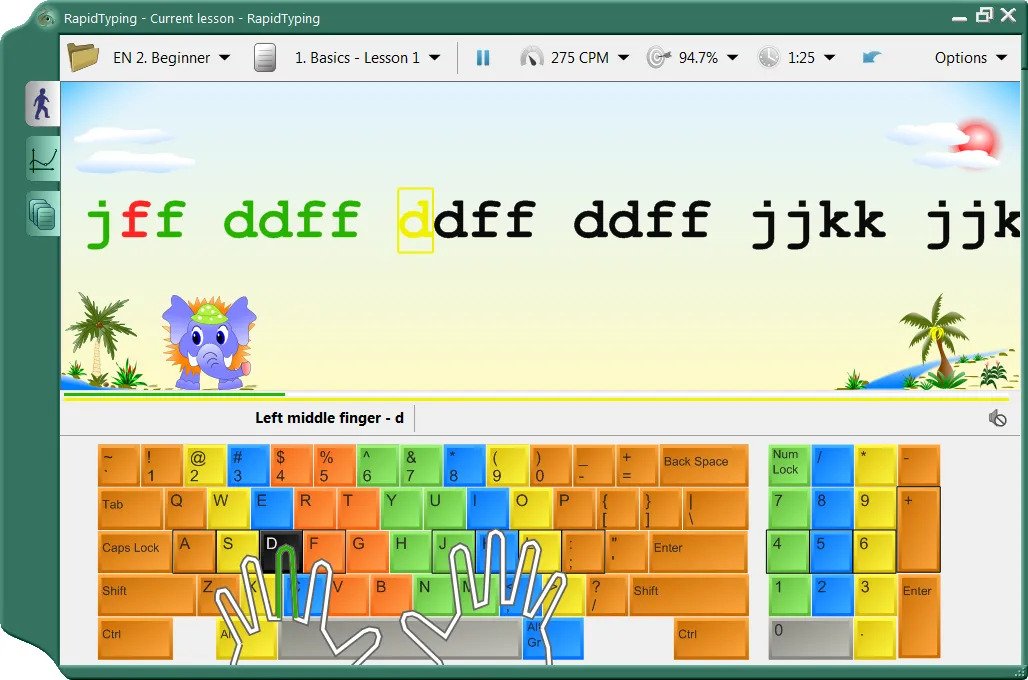 RapidTyping - Current lesson - RapidTyping
EN 2. Beginner 1. Basics - Lesson 1 275 CPM 94.7% 1:25 Options
jff ddff ddff ddff jjkk jjk
Left middle finger - d
~ ! @ # $ % ^ & * ( ) _ + Back Space Num / * -
` 1 2 3 4 5 6 7 8 9 0 - = Lock
Tab Q W E R T Y U I O P { } | 7 8 9 +
[ ] \
Caps Lock A S D F G H J : " Enter 4 5 6
; '
Shift Z X C V B N M ? Shift 1 2 3 Enter
/
Ctrl Alt Alt Ctrl 0 .
Gr